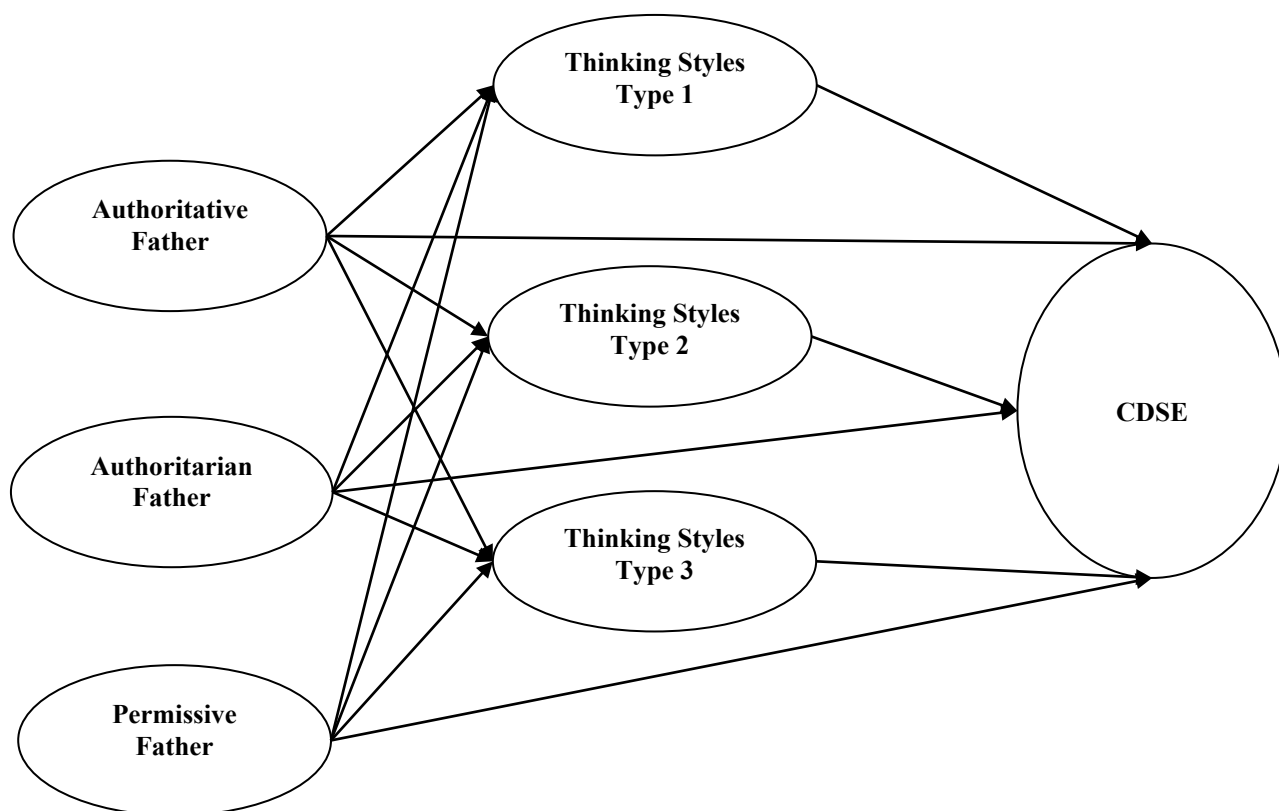 Thinking Styles
Type 1
Authoritative
Father
Thinking Styles
Type 2
CDSE
Authoritarian
Father
Thinking Styles
Type 3
Permissive
Father